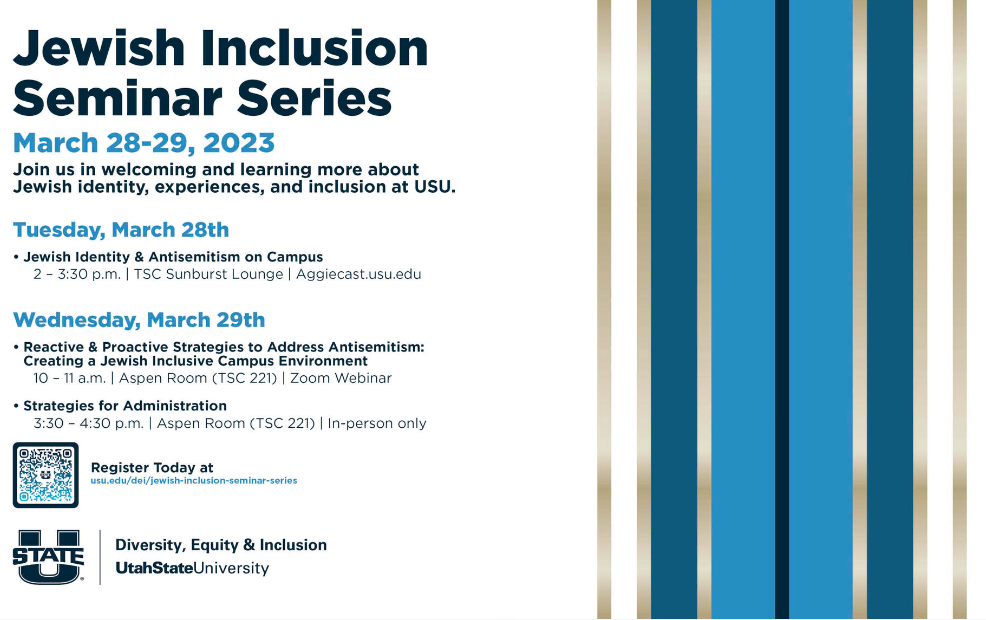 Jewish Inclusion
Seminar Series
March 28-29, 2023
Join us in welcoming and learning more about
Jewish identity, experiences, and inclusion at USU.
Tuesday, March 28th
• Jewish Identity & Antisemitism on Campus
2 – 3:30 p.m. | TSC Sunburst Lounge | Aggiecast.usu.edu
Wednesday, March 29th
• Reactive & Proactive Strategies to Address Antisemitism:
Creating a Jewish Inclusive Campus Environment
10 – 11 a.m. | Aspen Room (TSC 221) | Zoom Webinar
• Strategies for Administration
3:30 – 4:30 p.m. | Aspen Room (TSC 221) | In-person only
Register Today at
usu.edu/dei/jewish-inclusion-seminar-series
U STATE ®
Diversity, Equity & Inclusion
UtahStateUniversity